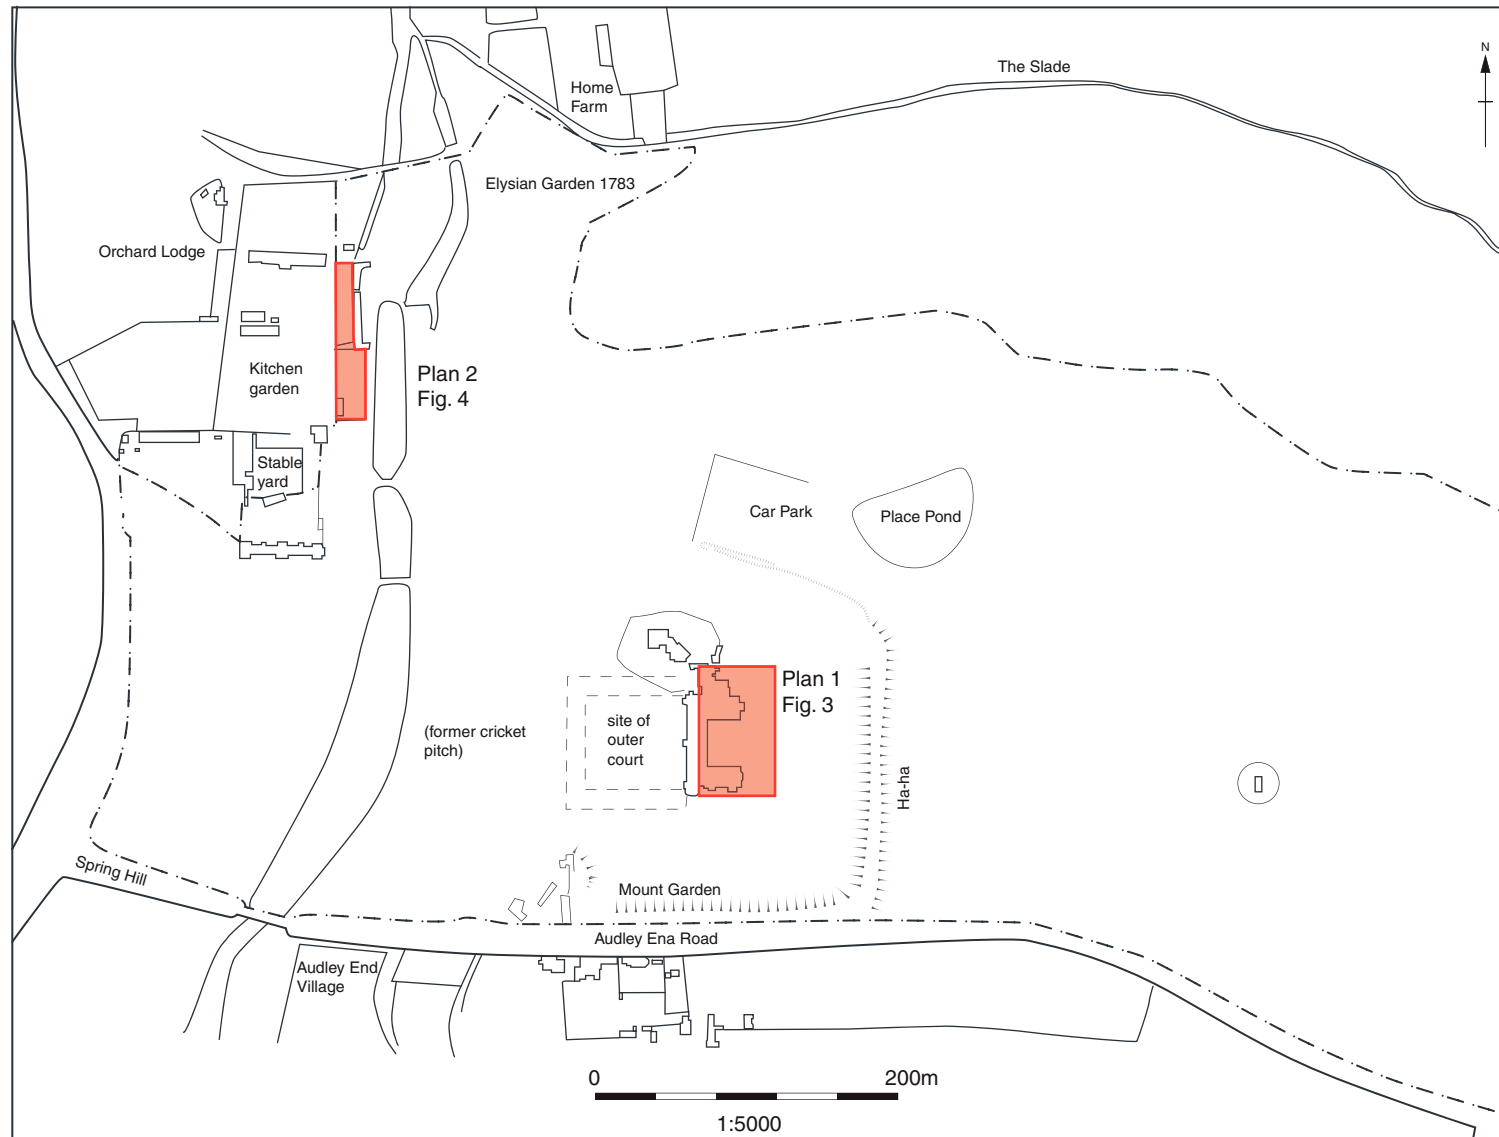 The Slade
N
Home
Farm
Elysian Garden 1783
Orchard Lodge
Kitchen
garden
Plan 2
Fig. 4
Stable
yard
Car Park
Place Pond
Plan 1
Fig. 3
(former cricket
pitch)
site of
outer
court
Ha-ha
Spring Hill
Mount Garden
Audley Ena Road
Audley End
Village
0
200m
1:5000